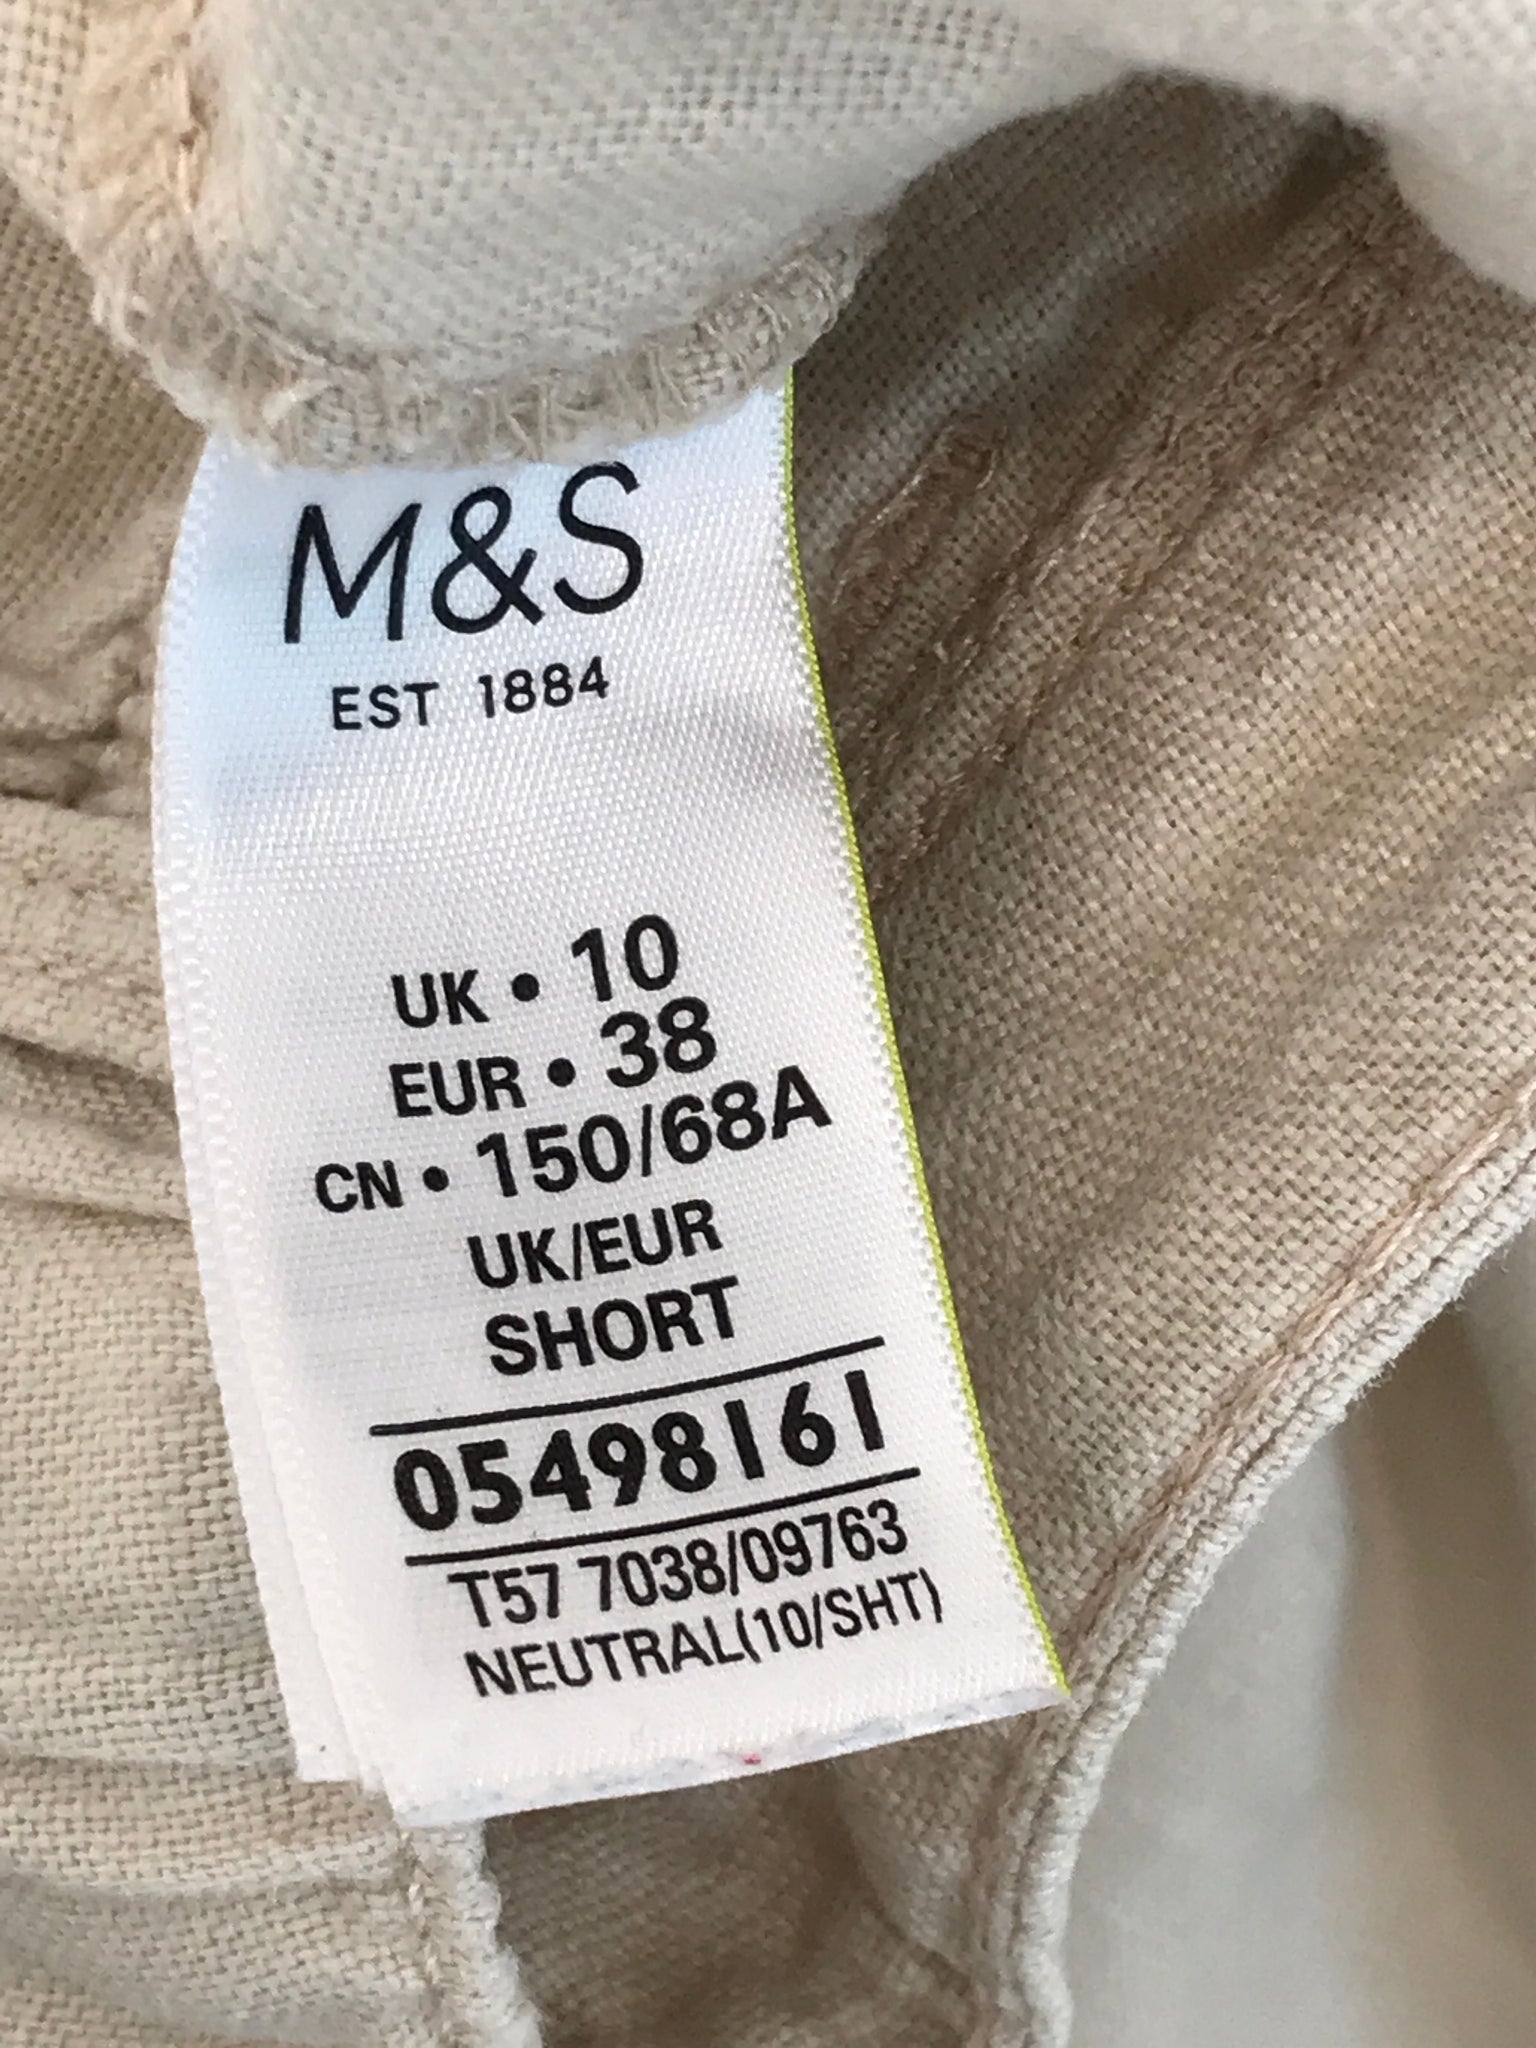 M&S
EST 1884
UK • 10
EUR • 38
CN • 150/68A
UK/EUR
SHORT
05498161
T57 7038/09763
NEUTRAL(10/SHT)